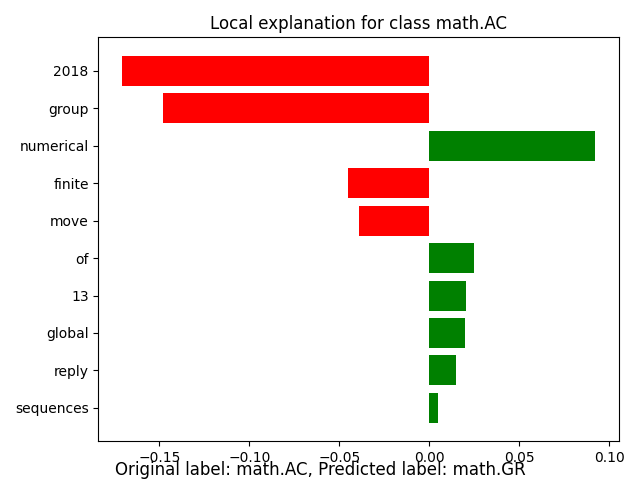 Local explanation for class math.AC
2018
group
numerical
finite
move
of
13
global
reply
sequences
−0.15 −0.10 −0.05 0.00 0.05 0.10
Original label: math.AC, Predicted label: math.GR